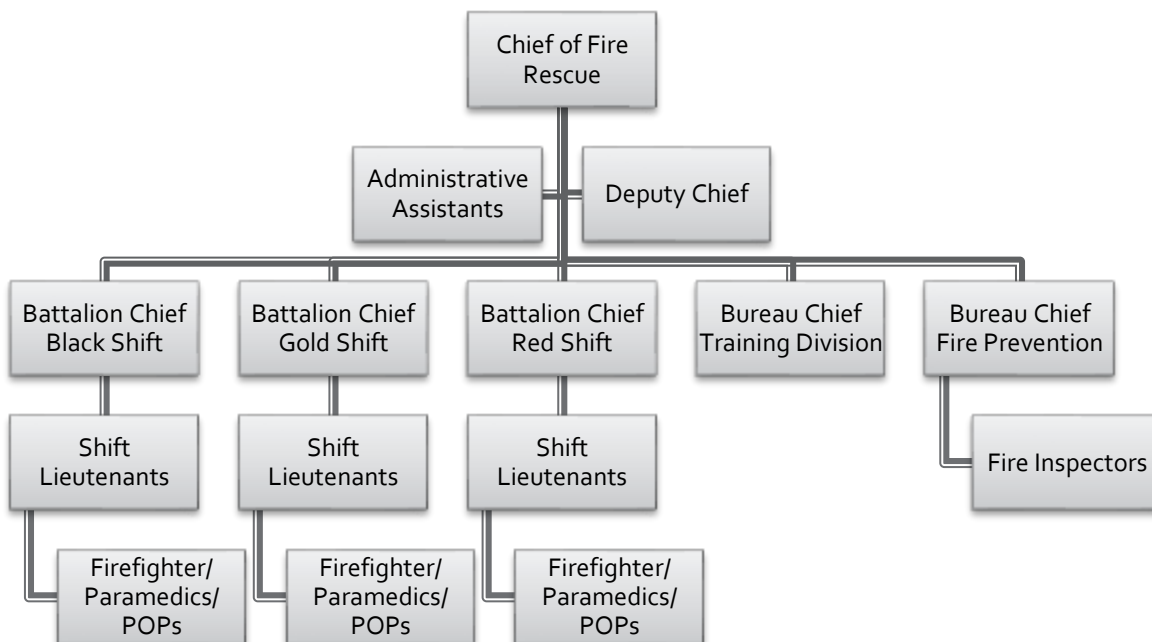 Chief of Fire
Rescue
Administrative
Assistants
Deputy Chief
Battalion Chief
Black Shift
Battalion Chief
Gold Shift
Battalion Chief
Red Shift
Bureau Chief
Training Division
Bureau Chief
Fire Prevention
Shift
Lieutenants
Shift
Lieutenants
Shift
Lieutenants
Fire Inspectors
Firefighter/
Paramedics/
POPs
Firefighter/
Paramedics/
POPs
Firefighter/
Paramedics/
POPs